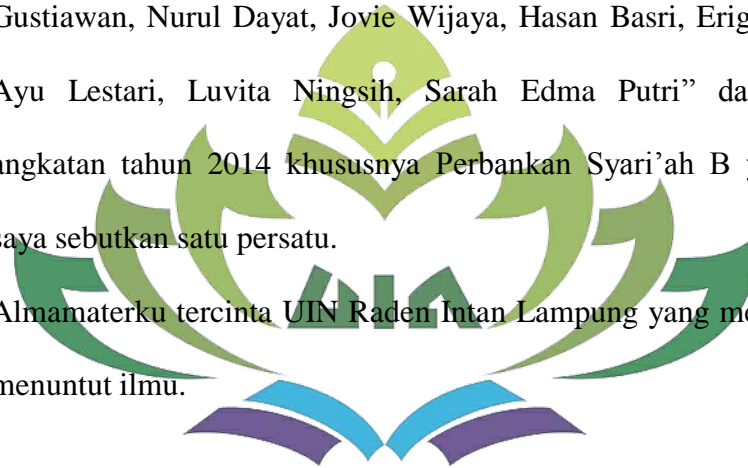 Gustiawan, Nurul Dayat, Jovie Wijaya, Hasan Basri, Erig
Ayu Lestari, Luvita Ningsih, Sarah Edma Putri” da
angkatan tahun 2014 khususnya Perbankan Syari’ah B
saya sebutkan satu persatu.
Almamaterku tercinta UIN Raden Intan Lampung yang me
menuntut ilmu.